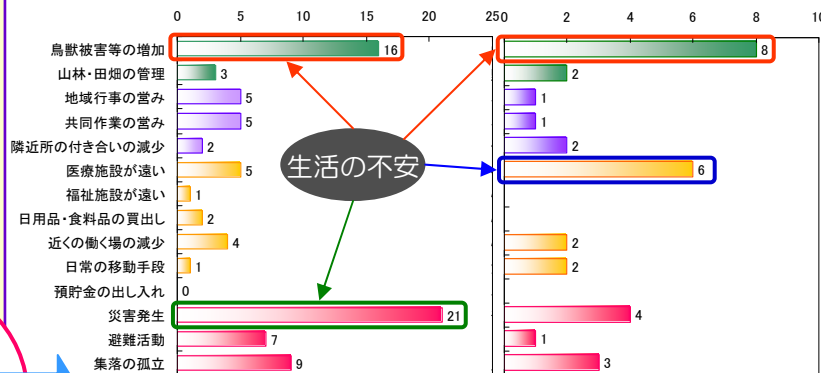 0 5 10 15 20 25 0 2 4 6 8 10
鳥獣被害等の増加 16 8
山林・田畑の管理 3 2
地域行事の営み 5 1
共同作業の営み 5 1
隣近所の付き合いの減少 2 2
医療施設が遠い 5 6
生活の不安
福祉施設が遠い 1
日用品・食料品の買出し 2
近くの働く場の減少 4 2
日常の移動手段 1 2
預貯金の出し入れ 0
災害発生 21 4
避難活動 7 1
集落の孤立 9 3